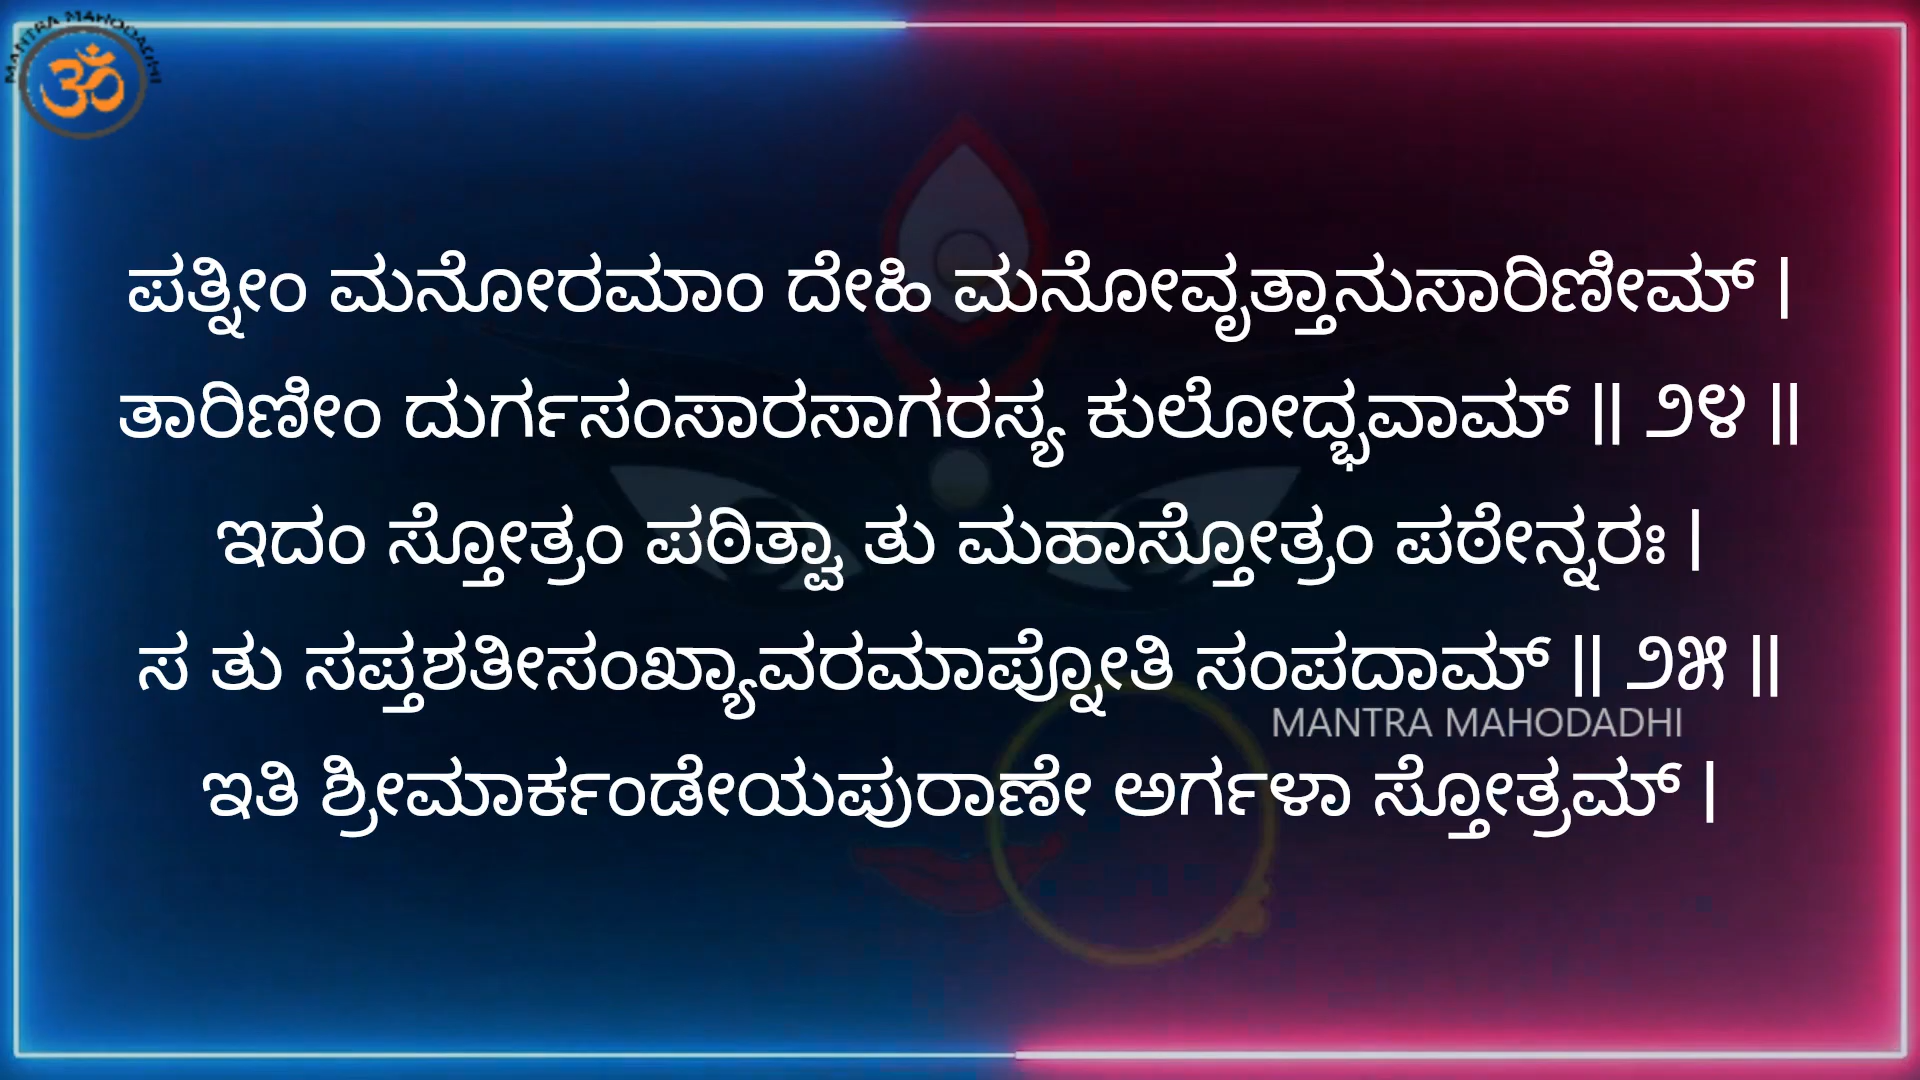 MANTRA MAHODADHI
ॐ
ಪತ್ನೀಂ ಮನೋರಮಾಂ ದೇಹಿ ಮನೋವೃತ್ತಾನುಸಾರಿಣೀಮ್ |
ತಾರಿಣೀಂ ದುರ್ಗಸಂಸಾರಸಾಗರಸ್ಯ ಕುಲೋದ್ಭವಾಮ್ || ೨೪ ||
ಇದಂ ಸ್ತೋತ್ರಂ ಪಠಿತ್ವಾ ತು ಮಹಾಸ್ತೋತ್ರಂ ಪಠೇನ್ನರಃ |
ಸ ತು ಸಪ್ತಶತೀಸಂಖ್ಯಾವರಮಾಪ್ನೋತಿ ಸಂಪದಾಮ್ || ೨೫ ||
MANTRA MAHODADHI
ಇತಿ ಶ್ರೀಮಾರ್ಕಂಡೇಯಪುರಾಣೇ ಅರ್ಗಳಾ ಸ್ತೋತ್ರಮ್ |